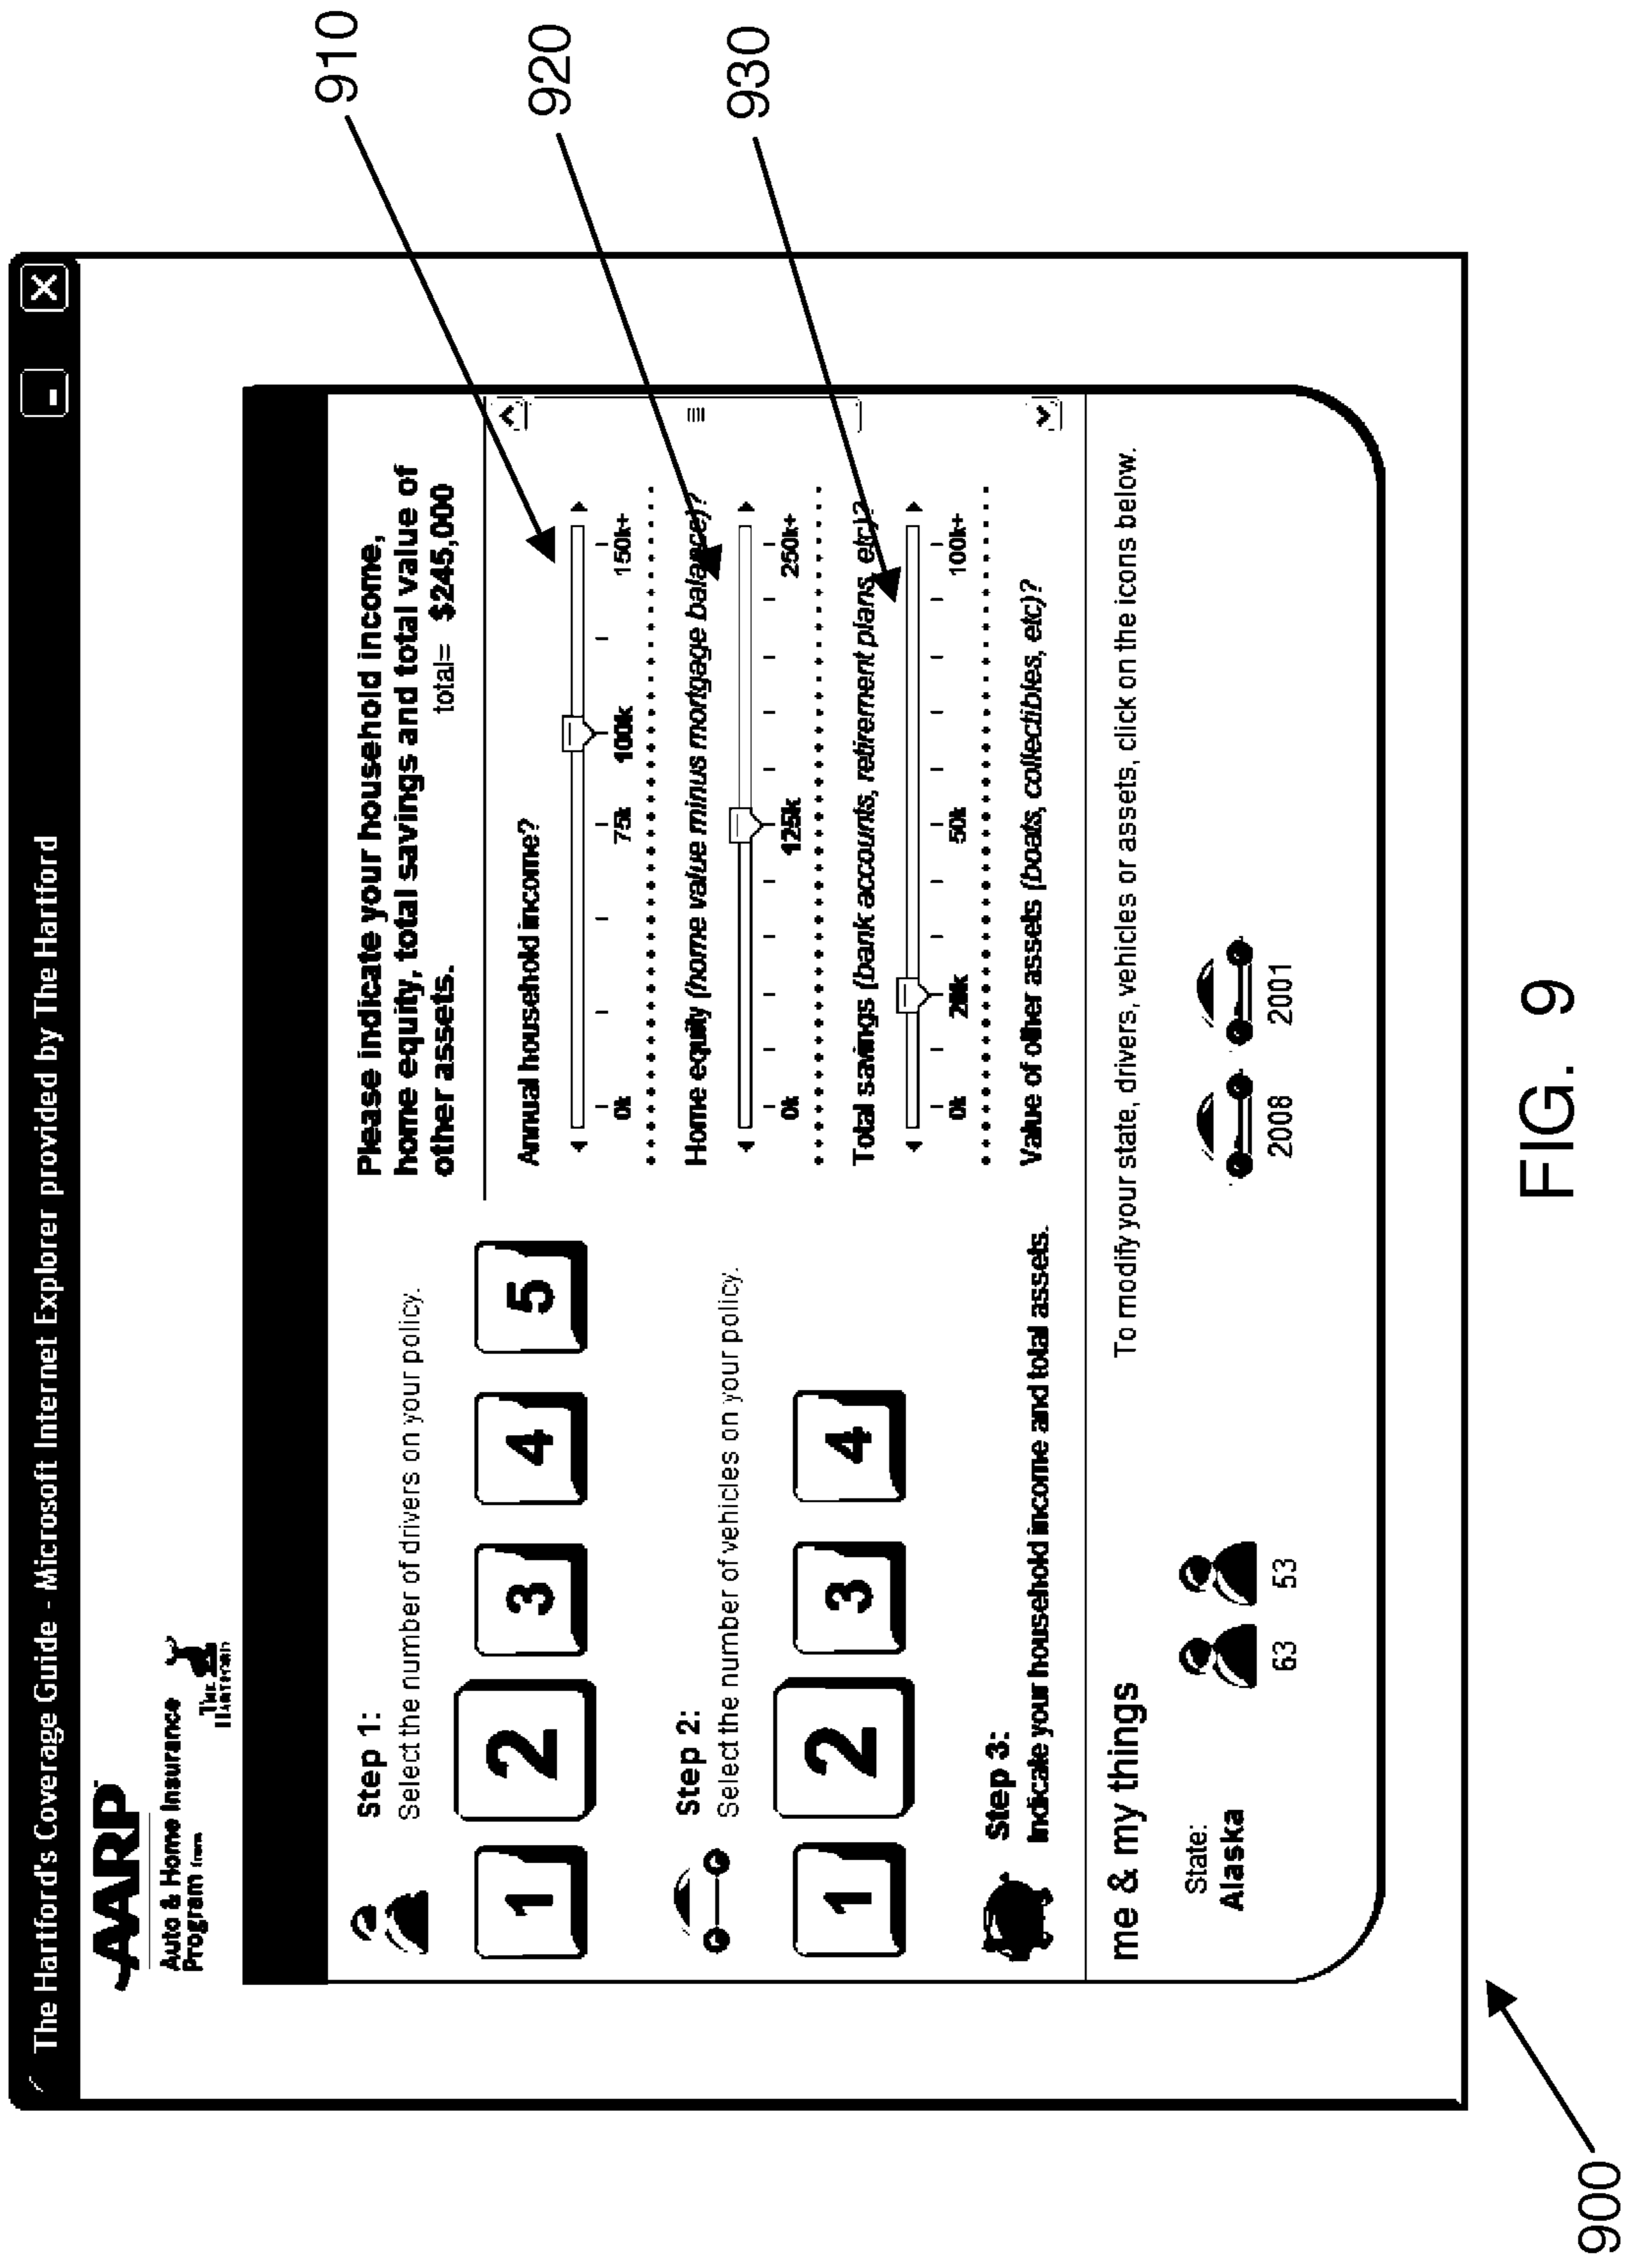 The Hartford's Coverage Guide - Microsoft Internet Explorer provided by The Hartford
AARP
Auto & Home Insurance
Program from
THE
HARTFORD
Step 1:
Select the number of drivers on your policy.
1 2 3 4 5
Step 2:
Select the number of vehicles on your policy.
1 2 3 4
Step 3:
Indicate your household income and total assets.
Please indicate your household income,
home equity, total savings and total value of
other assets.
total= $245,000
Annual household income?
0k 75k 100k 150k+
Home equity (home value minus mortgage balance)?
0k 125k 250k+
Total savings (bank accounts, retirement plans, etc)?
0k 50k 100k+
Value of other assets (boats, collectibles, etc)?
me & my things
To modify your state, drivers, vehicles or assets, click on the icons below.
State:
Alaska
63 53 2008 2001
910
920
930
900
FIG. 9